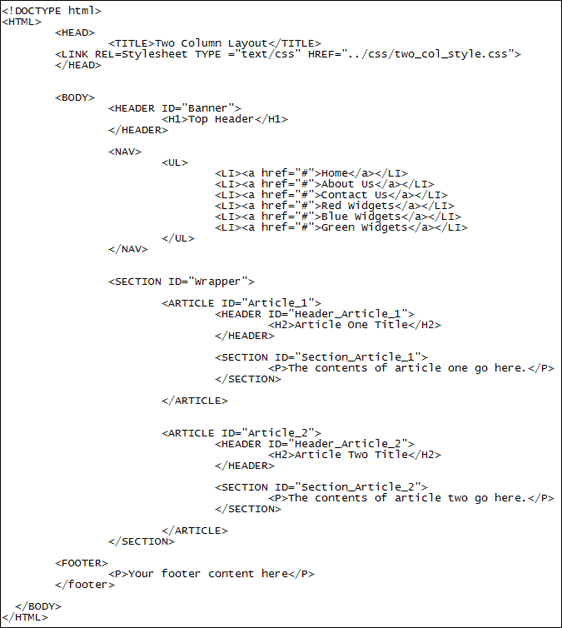 <!DOCTYPE html>
<HTML>
<HEAD>
<TITLE>Two Column Layout</TITLE>
<LINK REL=Stylesheet TYPE ="text/css" HREF="../css/two_col_style.css">
</HEAD>
<BODY>
<HEADER ID="Banner">
<H1>Top Header</H1>
</HEADER>
<NAV>
<UL>
<LI><a href="#">Home</a></LI>
<LI><a href="#">About Us</a></LI>
<LI><a href="#">Contact Us</a></LI>
<LI><a href="#">Red Widgets</a></LI>
<LI><a href="#">Blue Widgets</a></LI>
<LI><a href="#">Green Widgets</a></LI>
</UL>
</NAV>
<SECTION ID="Wrapper">
<ARTICLE ID="Article_1">
<HEADER ID="Header_Article_1">
<H2>Article One Title</H2>
</HEADER>
<SECTION ID="Section_Article_1">
<P>The contents of article one go here.</P>
</SECTION>
</ARTICLE>
<ARTICLE ID="Article_2">
<HEADER ID="Header_Article_2">
<H2>Article Two Title</H2>
</HEADER>
<SECTION ID="Section_Article_2">
<P>The contents of article two go here.</P>
</SECTION>
</ARTICLE>
</SECTION>
<FOOTER>
<P>Your footer content here</P>
</footer>
</BODY>
</HTML>